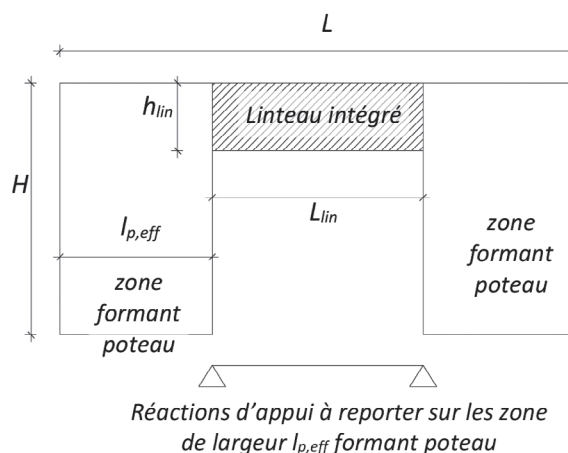 L
h_lin
Linteau intégré
H
L_lin
l_p,eff
zone
formant
poteau
zone
formant
poteau
Réactions d'appui à reporter sur les zone
de largeur l_p,eff formant poteau